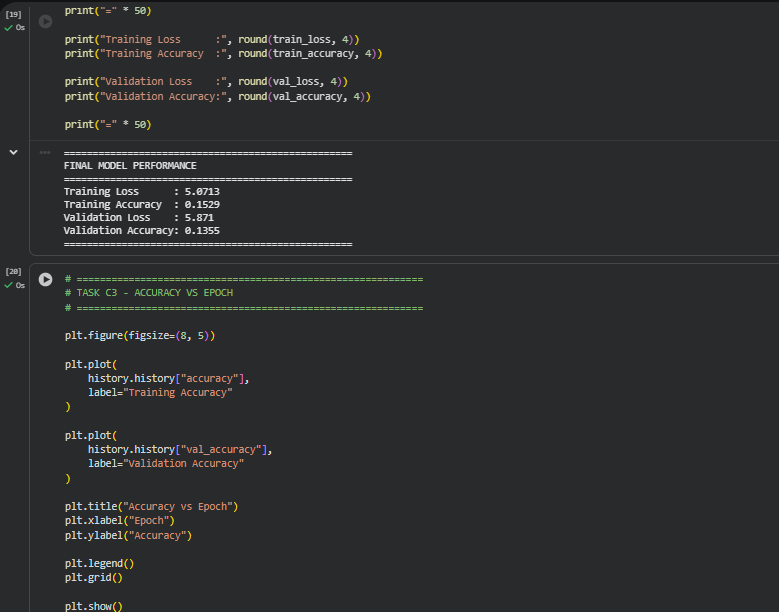 [19]
0s
print("=" * 50)
print("Training Loss      :", round(train_loss, 4))
print("Training Accuracy  :", round(train_accuracy, 4))
print("Validation Loss    :", round(val_loss, 4))
print("Validation Accuracy:", round(val_accuracy, 4))
print("=" * 50)
==================================================
FINAL MODEL PERFORMANCE
==================================================
Training Loss      : 5.0713
Training Accuracy  : 0.1529
Validation Loss    : 5.871
Validation Accuracy: 0.1355
==================================================
[20]
0s
# ============================================================
# TASK C3 - ACCURACY VS EPOCH
# ============================================================
plt.figure(figsize=(8, 5))
plt.plot(
    history.history["accuracy"],
    label="Training Accuracy"
)
plt.plot(
    history.history["val_accuracy"],
    label="Validation Accuracy"
)
plt.title("Accuracy vs Epoch")
plt.xlabel("Epoch")
plt.ylabel("Accuracy")
plt.legend()
plt.grid()
plt.show()